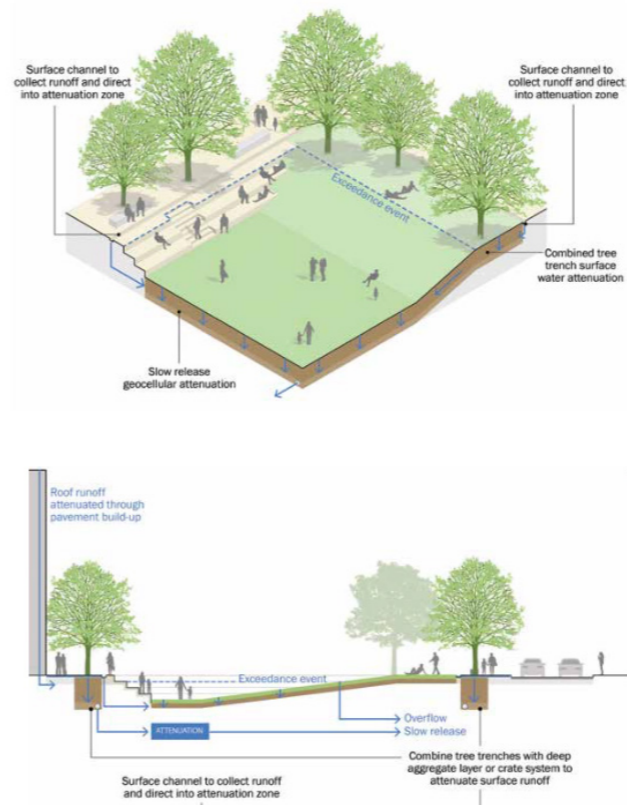 Surface channel to
collect runoff and direct
into attenuation zone
Surface channel to
collect runoff and direct
into attenuation zone
Exceedance event
Combined tree
trench surface
water attenuation
Slow release
geocellular attenuation
Roof runoff
attenuated through
pavement build-up
Exceedance event
Overflow
ATTENUATION
Slow release
Surface channel to collect runoff
and direct into attenuation zone
Combine tree trenches with deep
aggregate layer or crate system to
attenuate surface runoff